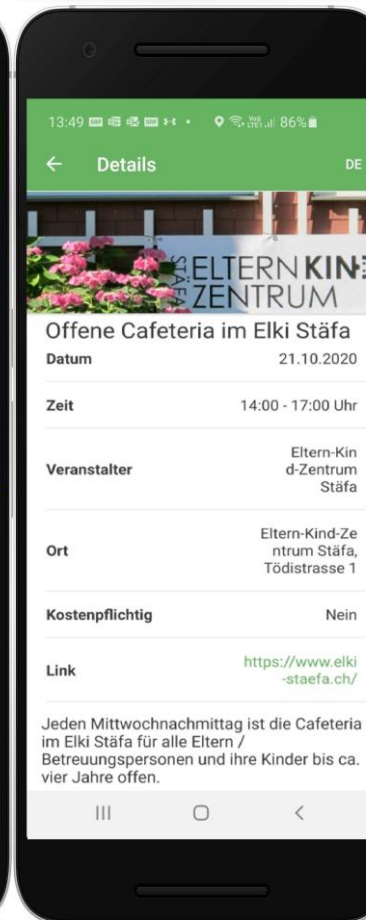 13:49 86%
Details DE
STÄFA
ELTERN KIN
ZENTRUM
Offene Cafeteria im Elki Stäfa
Datum 21.10.2020
Zeit 14:00 - 17:00 Uhr
Veranstalter Eltern-Kin
d-Zentrum
Stäfa
Ort Eltern-Kind-Ze
ntrum Stäfa,
Tödistrasse 1
Kostenpflichtig Nein
Link https://www.elki
-staefa.ch/
Jeden Mittwochnachmittag ist die Cafeteria
im Elki Stäfa für alle Eltern /
Betreuungspersonen und ihre Kinder bis ca.
vier Jahre offen.